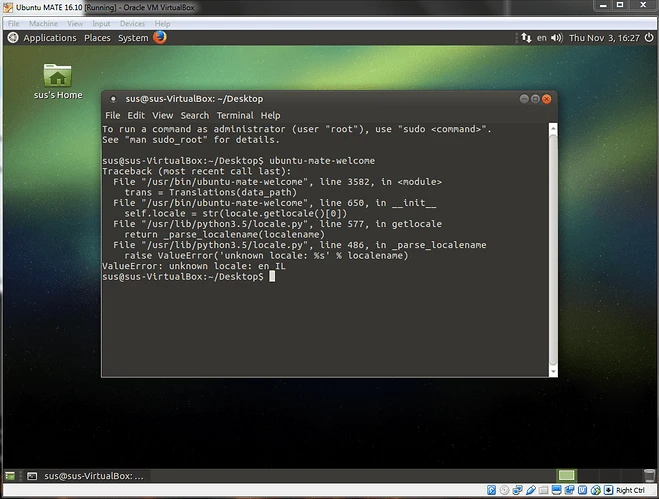 Ubuntu MATE 16.10 [Running] - Oracle VM VirtualBox
File Machine View Input Devices Help
Applications Places System en Thu Nov 3, 16:27
sus's Home
sus@sus-VirtualBox: ~/Desktop
File Edit View Search Terminal Help
To run a command as administrator (user "root"), use "sudo <command>".
See "man sudo_root" for details.
sus@sus-VirtualBox:~/Desktop$ ubuntu-mate-welcome
Traceback (most recent call last):
File "/usr/bin/ubuntu-mate-welcome", line 3582, in <module>
trans = Translations(data_path)
File "/usr/bin/ubuntu-mate-welcome", line 650, in __init__
self.locale = str(locale.getlocale()[0])
File "/usr/lib/python3.5/locale.py", line 577, in getlocale
return _parse_localename(localename)
File "/usr/lib/python3.5/locale.py", line 486, in _parse_localename
raise ValueError('unknown locale: %s' % localename)
ValueError: unknown locale: en_IL
sus@sus-VirtualBox:~/Desktop$
sus@sus-VirtualBox: ...
Right Ctrl